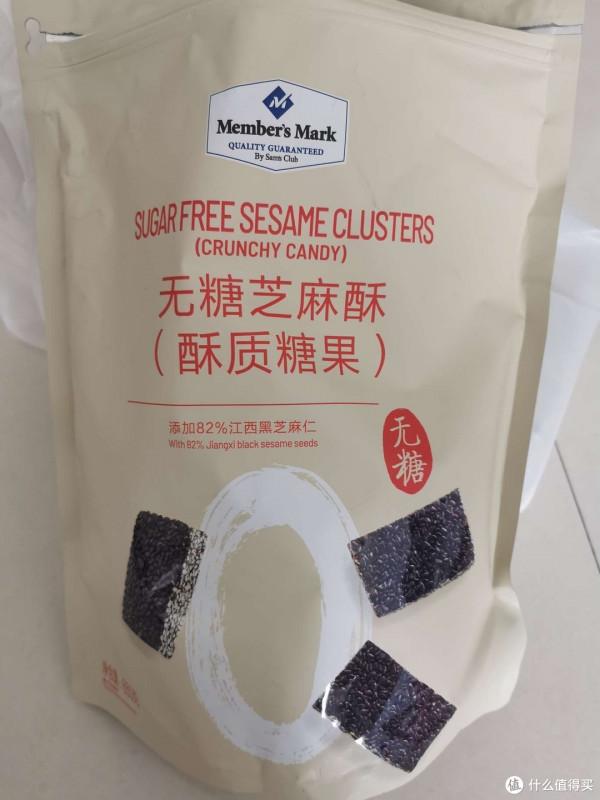 Member's Mark
QUALITY GUARANTEED
By Sam's Club
SUGAR FREE SESAME CLUSTERS
(CRUNCHY CANDY)
无糖芝麻酥
（酥质糖果）
添加82%江西黑芝麻仁
With 82% Jiangxi black sesame seeds
无糖
值 什么值得买